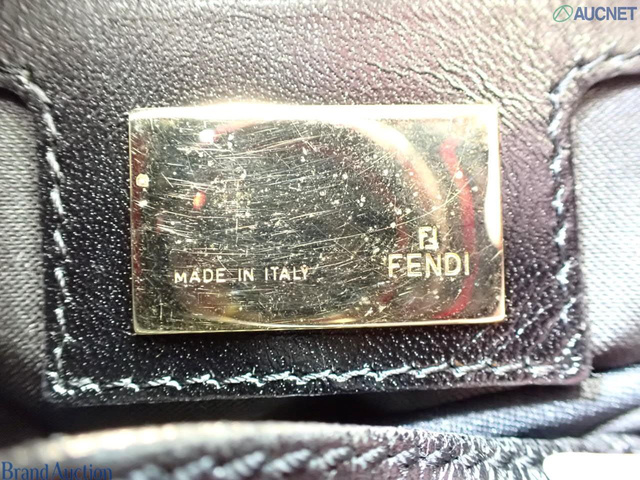 AUCNET
MADE IN ITALY
FENDI
Brand Auction